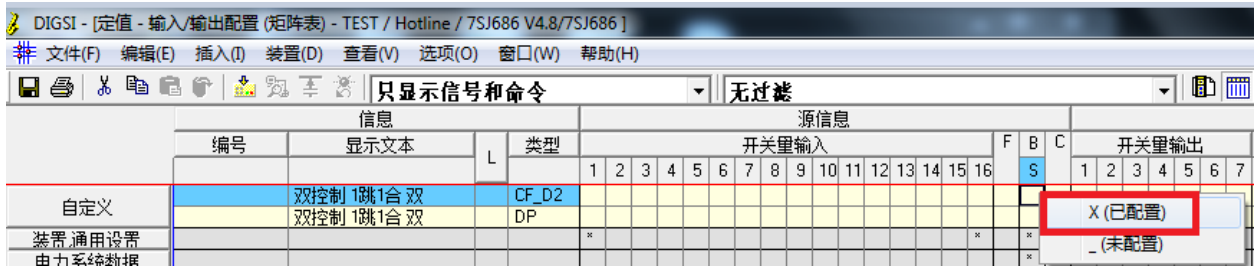 DIGSI - [定值 - 输入/输出配置 (矩阵表) - TEST / Hotline / 7SJ686 V4.8/7SJ686 ]
文件(F) 编辑(E) 插入(I) 装置(D) 查看(V) 选项(O) 窗口(W) 帮助(H)
只显示信号和命令 无过滤
信息 源信息
编号 显示文本 L 类型 开关量输入 F B C 开关量输出
1 2 3 4 5 6 7 8 9 10 11 12 13 14 15 16 S 1 2 3 4 5 6 7
自定义 双控制 1跳1合 双 CF_D2
双控制 1跳1合 双 DP
X (已配置)
装置,通用设置 * * *
_ (未配置)
电力系统数据 *